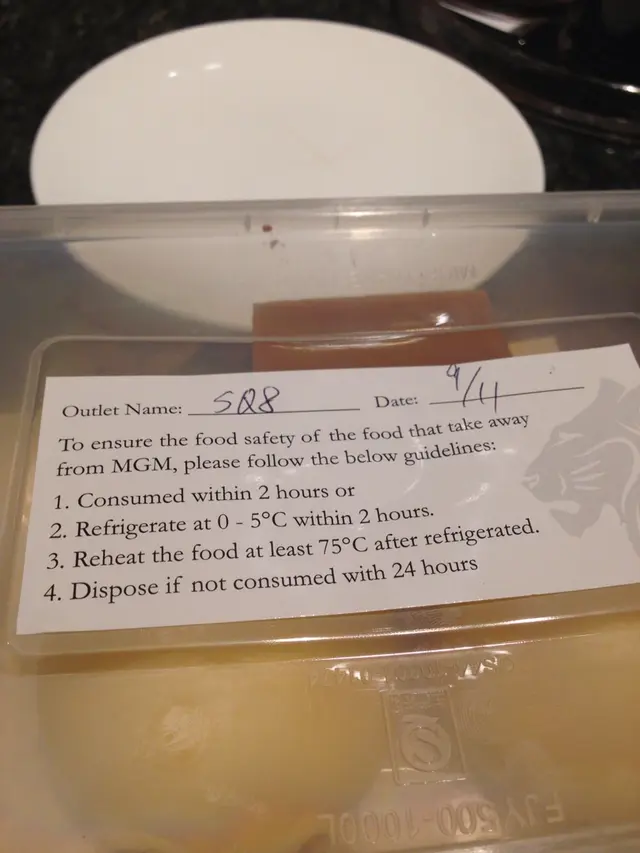 Outlet Name: SQ8 Date: 9/11
To ensure the food safety of the food that take away
from MGM, please follow the below guidelines:
1. Consumed within 2 hours or
2. Refrigerate at 0 - 5°C within 2 hours.
3. Reheat the food at least 75°C after refrigerated.
4. Dispose if not consumed with 24 hours
FJY500-1000L